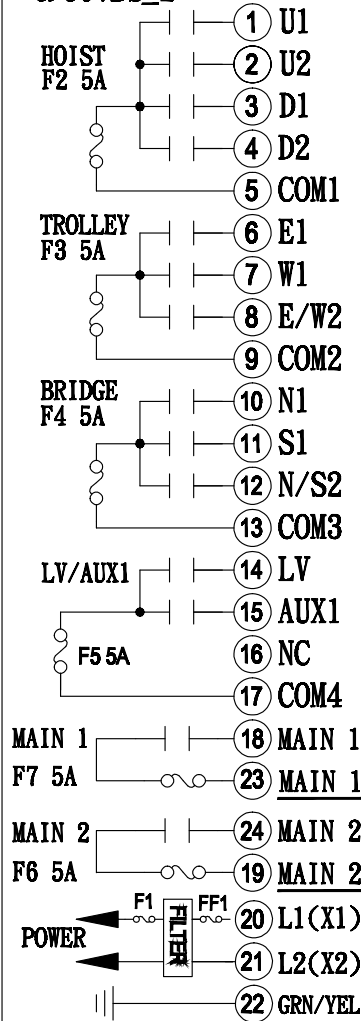 1 U1
HOIST
F2 5A
2 U2
3 D1
4 D2
5 COM1
TROLLEY
F3 5A
6 E1
7 W1
8 E/W2
9 COM2
BRIDGE
F4 5A
10 N1
11 S1
12 N/S2
13 COM3
LV/AUX1
14 LV
15 AUX1
F5 5A
16 NC
17 COM4
MAIN 1
18 MAIN 1
F7 5A
23 MAIN 1
MAIN 2
24 MAIN 2
F6 5A
19 MAIN 2
F1
FILTER
FF1
20 L1(X1)
POWER
21 L2(X2)
22 GRN/YEL